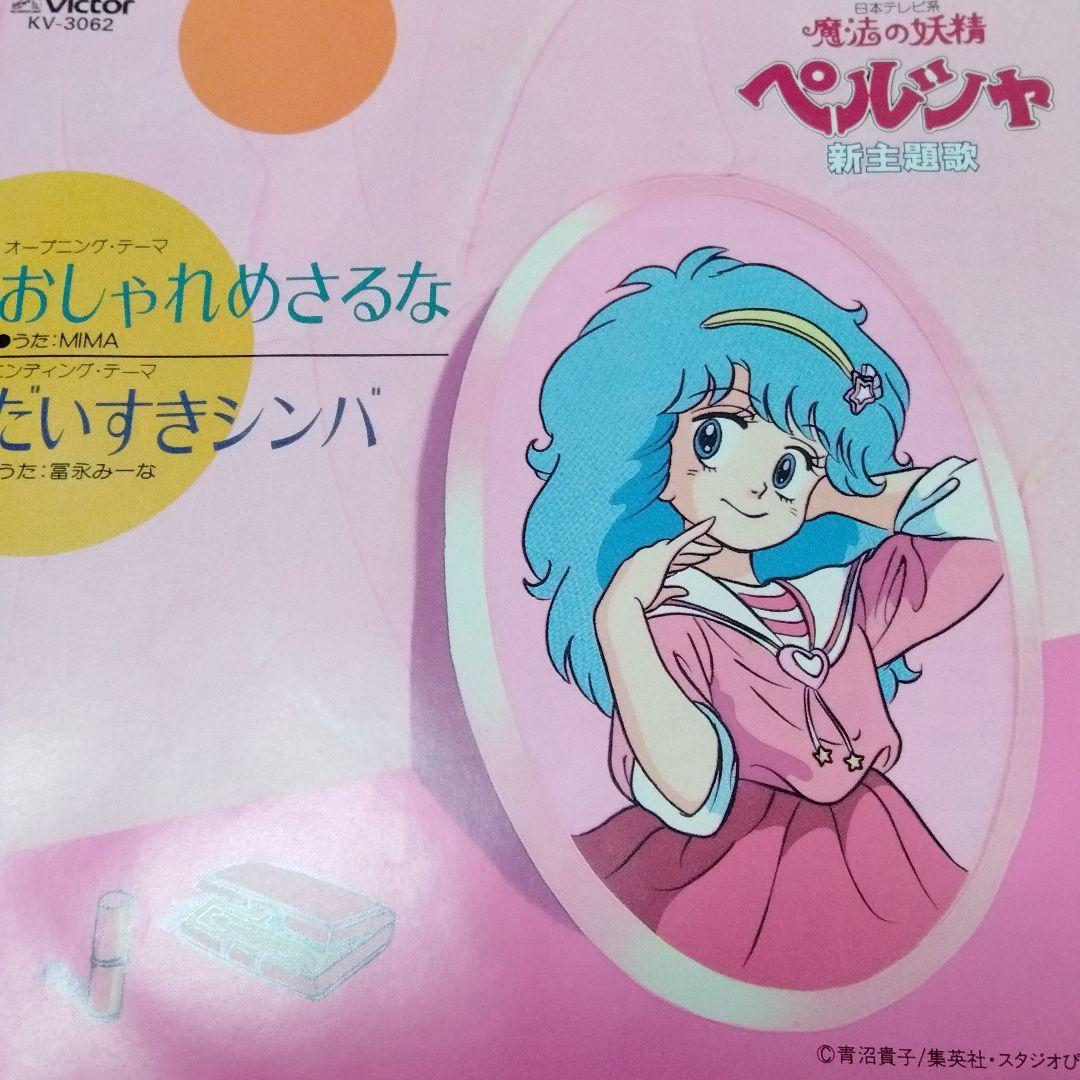 Victor
KV-3062
日本テレビ系
魔法の妖精
ペルシャ
新主題歌
オープニング・テーマ
おしゃれめさるな
●うた:MIMA
エンディング・テーマ
だいすきシンバ
うた:冨永みーな
©青沼貴子/集英社・スタジオぴ